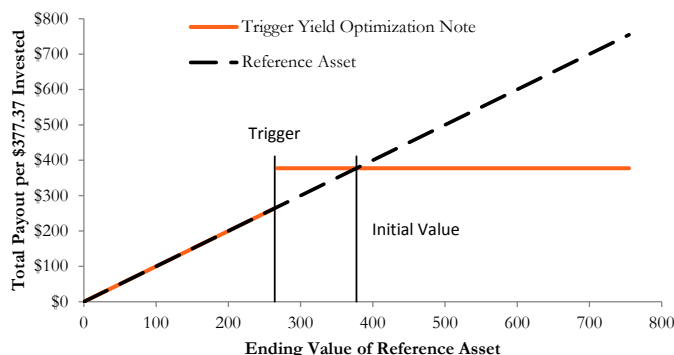 $800
$700
$600
$500
$400
$300
$200
$100
$0
Total Payout per $377.37 Invested
Trigger Yield Optimization Note
Reference Asset
Trigger
Initial Value
0 100 200 300 400 500 600 700 800
Ending Value of Reference Asset